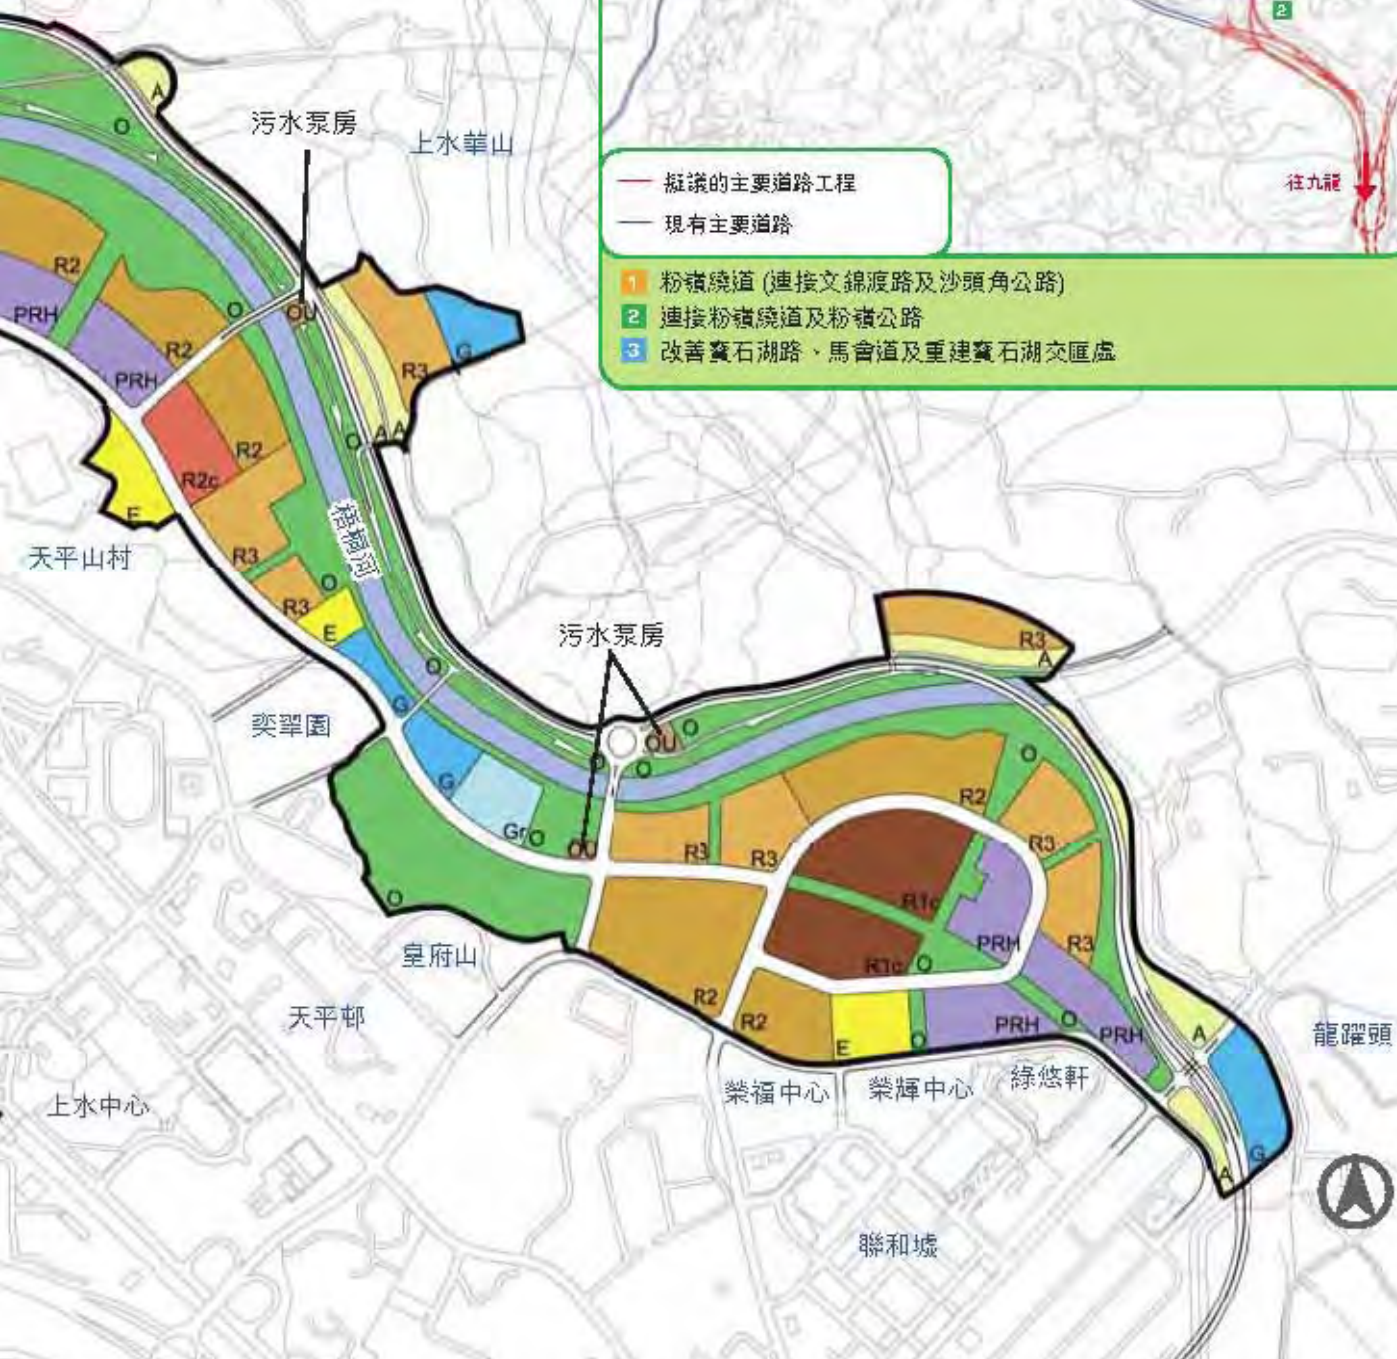 2
A
污水泵房
上水華山
O
擬議的主要道路工程
往九龍
現有主要道路
R2
1 粉嶺繞道 (連接文錦渡路及沙頭角公路)
O
OU
PRH
2 連接粉嶺繞道及粉嶺公路
R2
G
3 改善寶石湖路、馬會道及重建寶石湖交匯處
PRH
R3
O
A
A
R2
R2c
E
梧桐河
天平山村
R3
O
R3
E
污水泵房
R3
A
O
G
奕翠園
O
OU
O
O
O
G
R2
Gr
O
OU
R3
R3
R3
O
R1c
皇府山
PRH
R3
R1c
O
天平邨
R2
R2
PRH
O
PRH
A
龍躍頭
E
O
榮福中心
榮輝中心
綠悠軒
上水中心
G
A
聯和墟